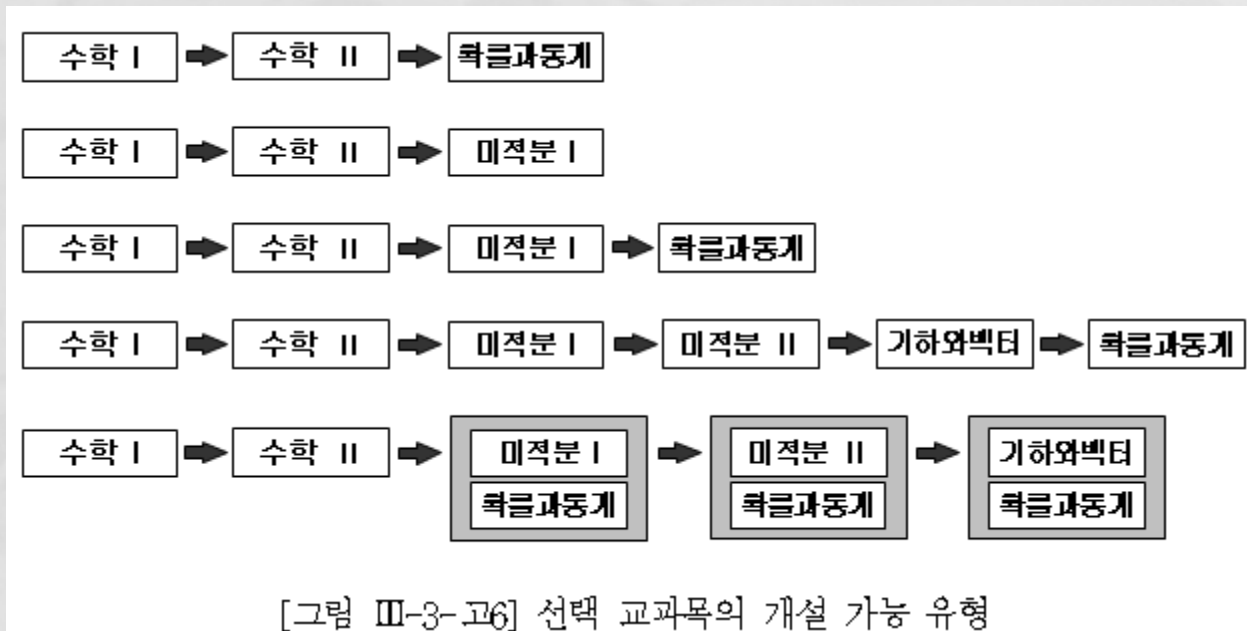 수학 I 수학 II 확률과통계
수학 I 수학 II 미적분 I
수학 I 수학 II 미적분 I 확률과통계
수학 I 수학 II 미적분 I 미적분 II 기하와벡터 확률과통계
수학 I 수학 II 미적분 I 미적분 II 기하와벡터
확률과통계 확률과통계 확률과통계
[그림 Ⅲ-3-고6] 선택 교과목의 개설 가능 유형